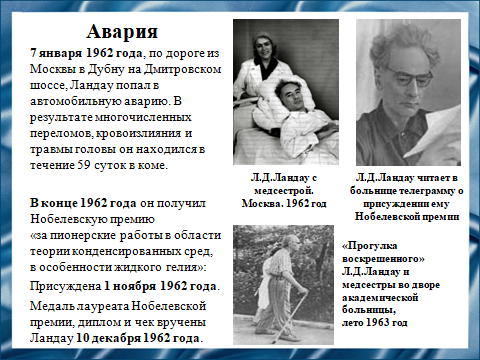 Авария
7 января 1962 года, по дороге из
Москвы в Дубну на Дмитровском
шоссе, Ландау попал в
автомобильную аварию. В
результате многочисленных
переломов, кровоизлияния и
травмы головы он находился в
течение 59 суток в коме.
В конце 1962 года он получил
Нобелевскую премию
«за пионерские работы в области
теории конденсированных сред,
в особенности жидкого гелия»:
Присуждена 1 ноября 1962 года.
Медаль лауреата Нобелевской
премии, диплом и чек вручены
Ландау 10 декабря 1962 года.
Л.Д.Ландау с
медсестрой.
Москва. 1962 год
Л.Д.Ландау читает в
больнице телеграмму о
присуждении ему
Нобелевской премии
«Прогулка
воскрешенного»
Л.Д.Ландау и
медсестры во дворе
академической
больницы,
лето 1963 год